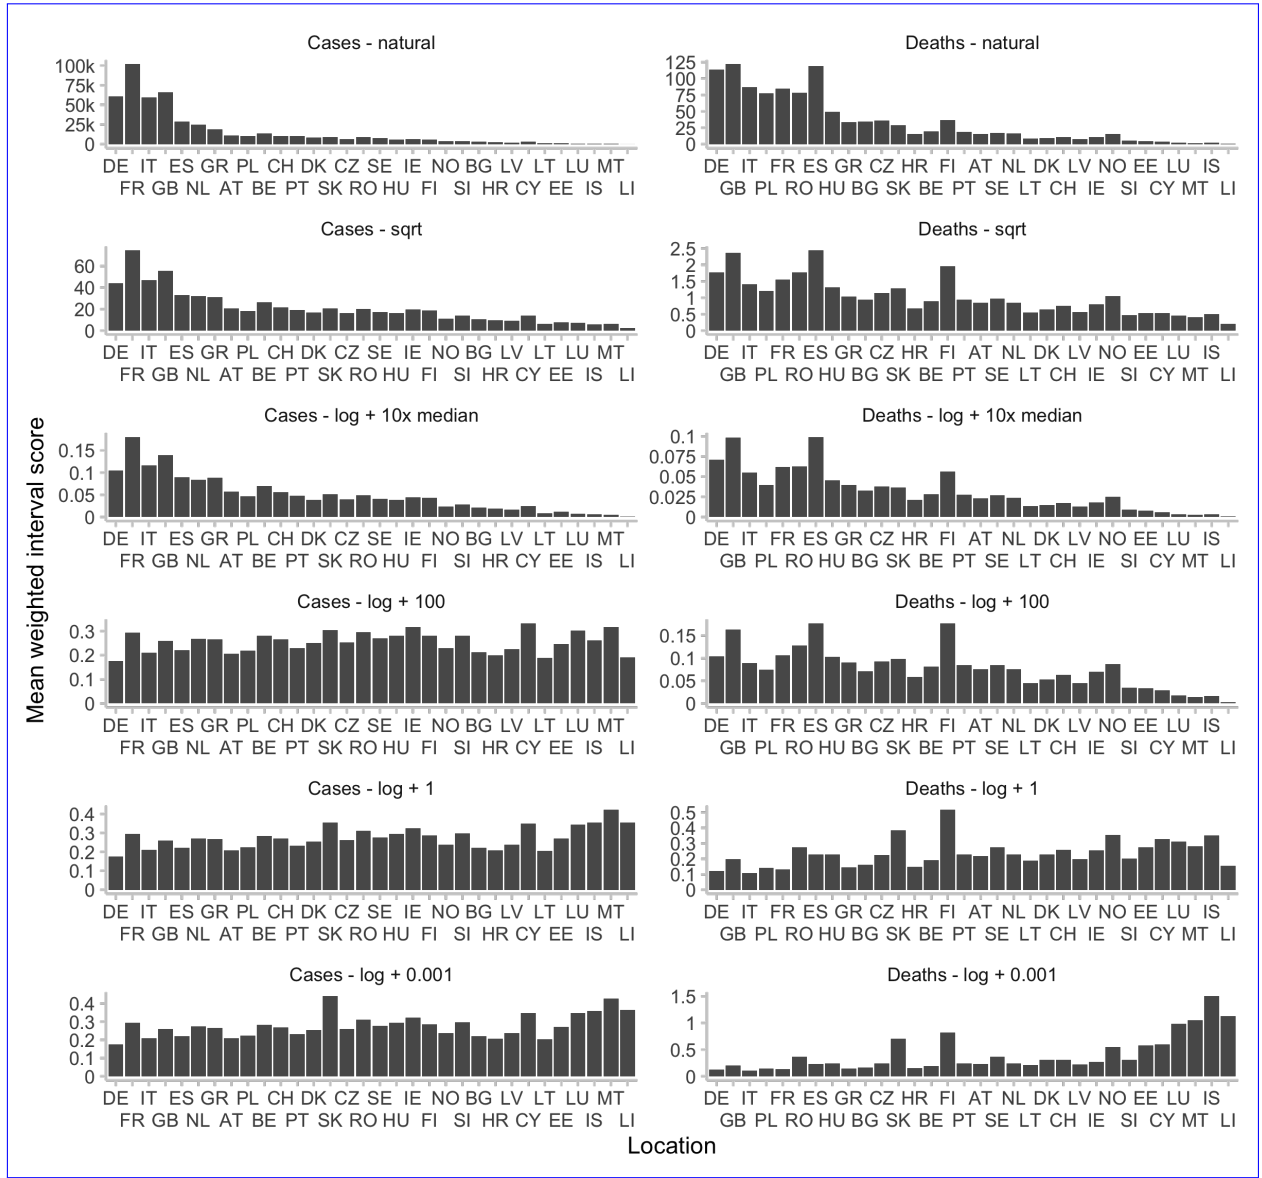 Cases - natural
100k
75k
50k
25k
0
DE IT ES GR PL CH DK CZ SE IE NO BG LV LT LU MT
FR GB NL AT BE PT SK RO HU FI SI HR CY EE IS LI
Deaths - natural
125
100
75
50
25
0
DE IT FR ES GR CZ HR FI AT NL DK LV NO EE LU IS
GB PL RO HU BG SK BE PT SE LT CH IE SI CY MT LI
Cases - sqrt
60
40
20
0
DE IT ES GR PL CH DK CZ SE IE NO BG LV LT LU MT
FR GB NL AT BE PT SK RO HU FI SI HR CY EE IS LI
Deaths - sqrt
2.5
2
1.5
1
0.5
0
DE IT FR ES GR CZ HR FI AT NL DK LV NO EE LU IS
GB PL RO HU BG SK BE PT SE LT CH IE SI CY MT LI
Mean weighted interval score
Cases - log + 10x median
0.15
0.1
0.05
0
DE IT ES GR PL CH DK CZ SE IE NO BG LV LT LU MT
FR GB NL AT BE PT SK RO HU FI SI HR CY EE IS LI
Deaths - log + 10x median
0.1
0.075
0.05
0.025
0
DE IT FR ES GR CZ HR FI AT NL DK LV NO EE LU IS
GB PL RO HU BG SK BE PT SE LT CH IE SI CY MT LI
Cases - log + 100
0.3
0.2
0.1
0
DE IT ES GR PL CH DK CZ SE IE NO BG LV LT LU MT
FR GB NL AT BE PT SK RO HU FI SI HR CY EE IS LI
Deaths - log + 100
0.15
0.1
0.05
0
DE IT FR ES GR CZ HR FI AT NL DK LV NO EE LU IS
GB PL RO HU BG SK BE PT SE LT CH IE SI CY MT LI
Cases - log + 1
0.4
0.3
0.2
0.1
0
DE IT ES GR PL CH DK CZ SE IE NO BG LV LT LU MT
FR GB NL AT BE PT SK RO HU FI SI HR CY EE IS LI
Deaths - log + 1
0.5
0.4
0.3
0.2
0.1
0
DE IT FR ES GR CZ HR FI AT NL DK LV NO EE LU IS
GB PL RO HU BG SK BE PT SE LT CH IE SI CY MT LI
Cases - log + 0.001
0.4
0.3
0.2
0.1
0
DE IT ES GR PL CH DK CZ SE IE NO BG LV LT LU MT
FR GB NL AT BE PT SK RO HU FI SI HR CY EE IS LI
Deaths - log + 0.001
1.5
1
0.5
0
DE IT FR ES GR CZ HR FI AT NL DK LV NO EE LU IS
GB PL RO HU BG SK BE PT SE LT CH IE SI CY MT LI
Location